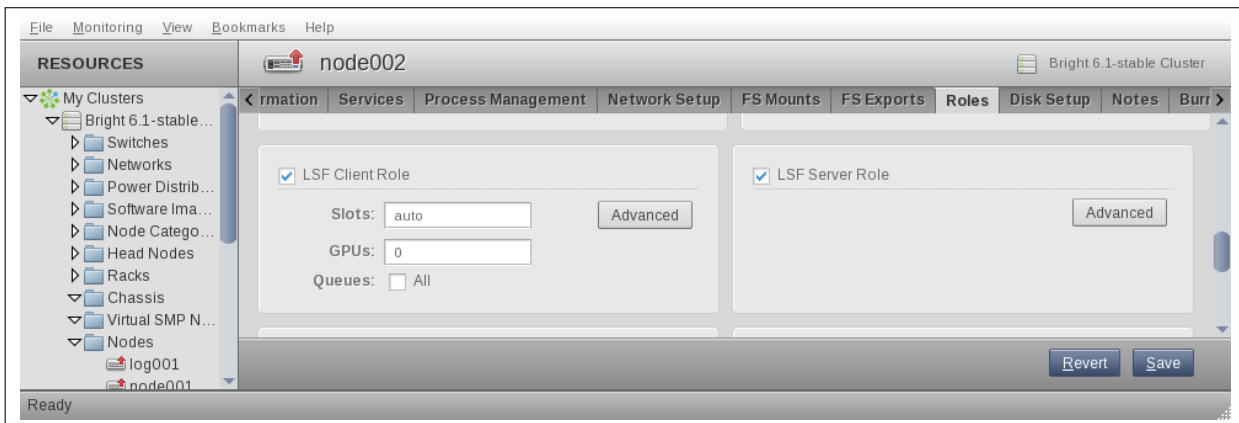 File Monitoring View Bookmarks Help
RESOURCES
node002
Bright 6.1-stable Cluster
My Clusters
Bright 6.1-stable...
Switches
Networks
Power Distrib...
Software Ima...
Node Catego...
Head Nodes
Racks
Chassis
Virtual SMP N...
Nodes
log001
node001
rmation Services Process Management Network Setup FS Mounts FS Exports Roles Disk Setup Notes Burr
LSF Client Role
Slots: auto Advanced
GPUs: 0
Queues: All
LSF Server Role
Advanced
Revert Save
Ready